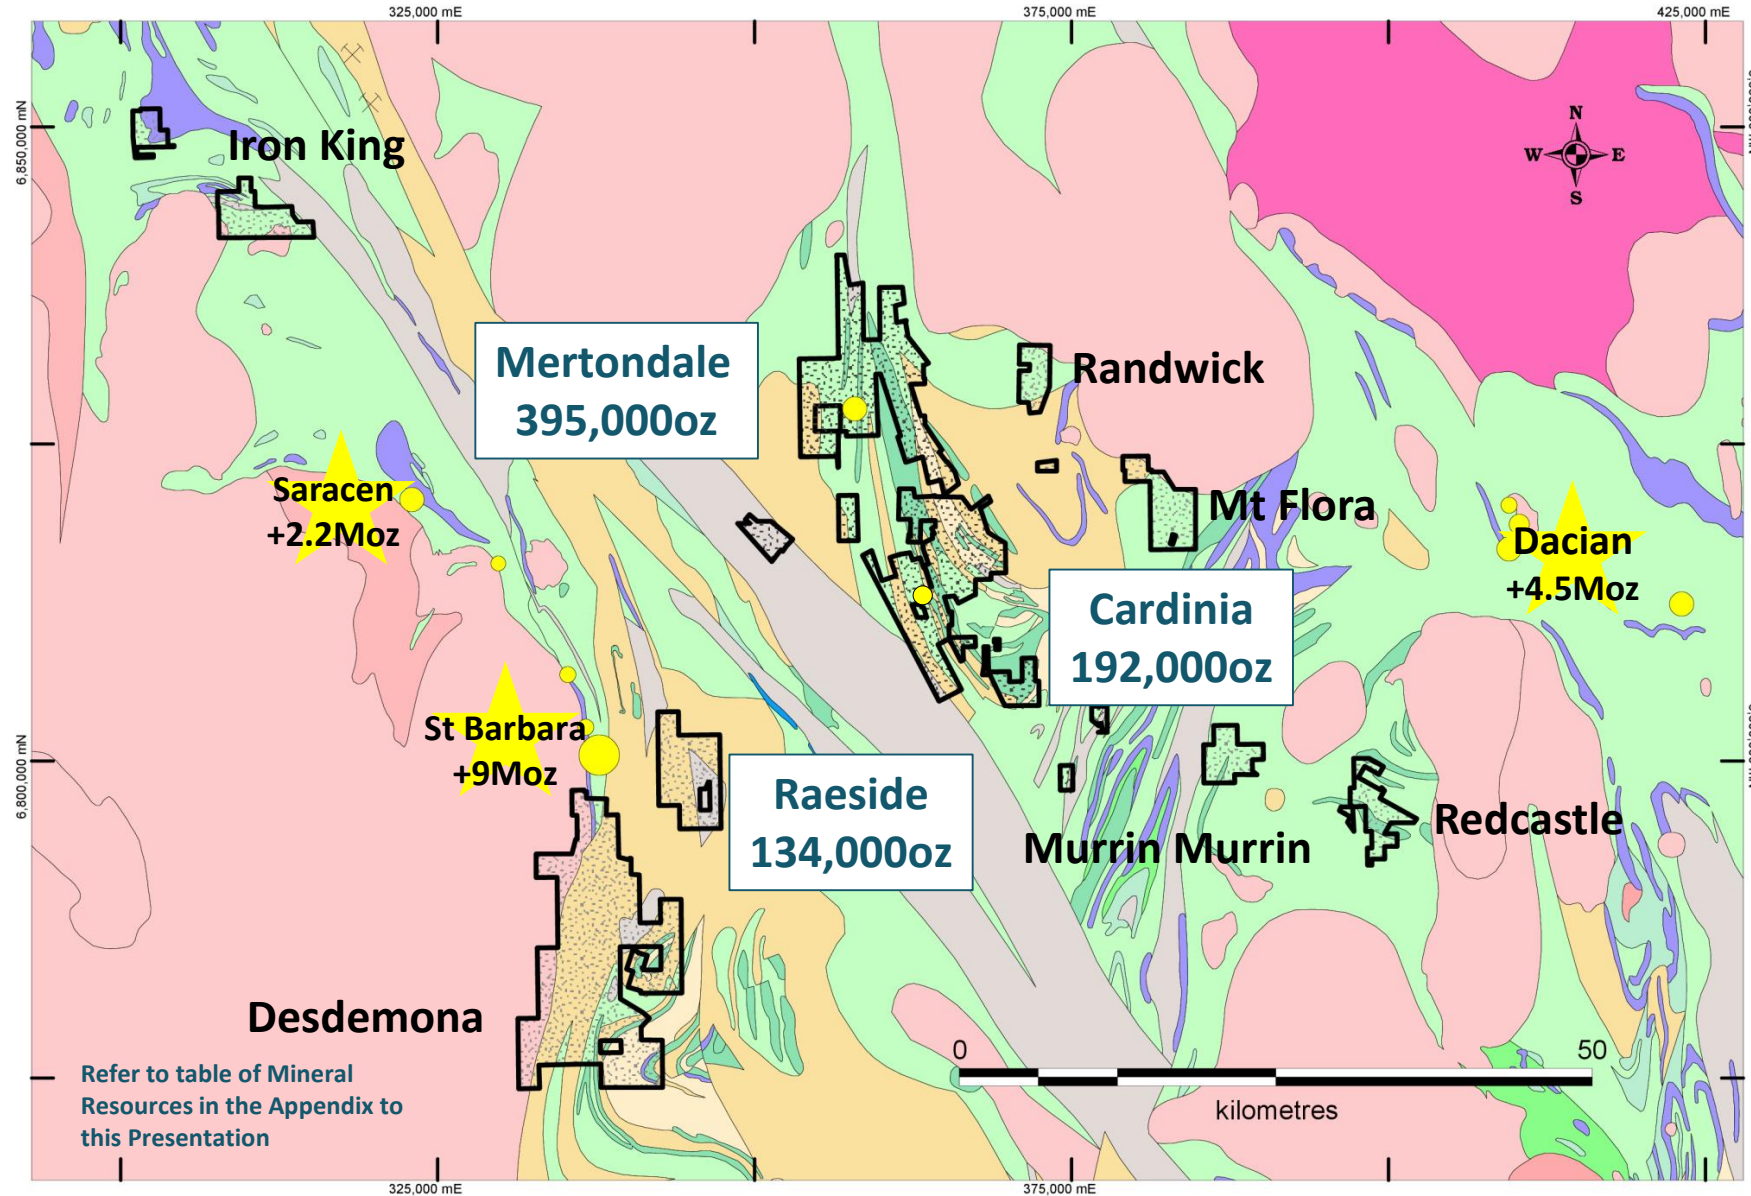 325,000 mE
375,000 mE
425,000 mE
6,850,000 mN
N
W
E
S
Iron King
Mertondale
395,000oz
Randwick
Saracen
+2.2Moz
Mt Flora
Dacian
+4.5Moz
Cardinia
192,000oz
St Barbara
+9Moz
6,800,000 mN
Raeside
134,000oz
Redcastle
Murrin Murrin
Desdemona
0
50
kilometres
Refer to table of Mineral
Resources in the Appendix to
this Presentation
325,000 mE
375,000 mE